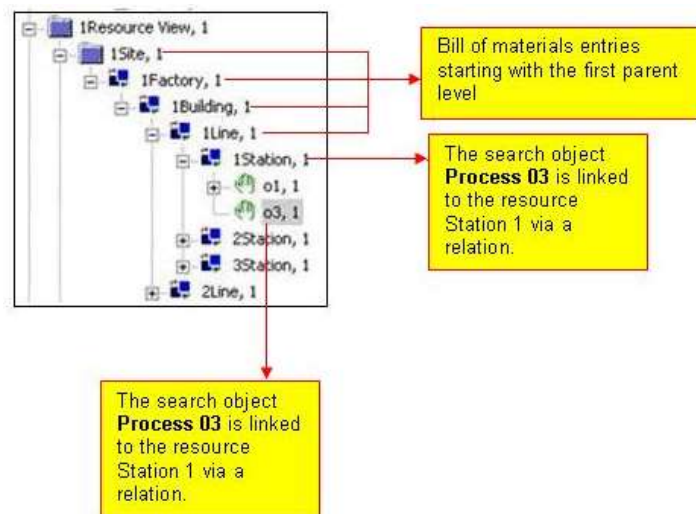 1Resource View, 1
1Site, 1
1Factory, 1
1Building, 1
1Line, 1
1Station, 1
o1, 1
o3, 1
2Station, 1
3Station, 1
2Line, 1
Bill of materials entries
starting with the first parent
level
The search object
Process 03 is linked
to the resource
Station 1 via a
relation.
The search object
Process 03 is linked
to the resource
Station 1 via a
relation.